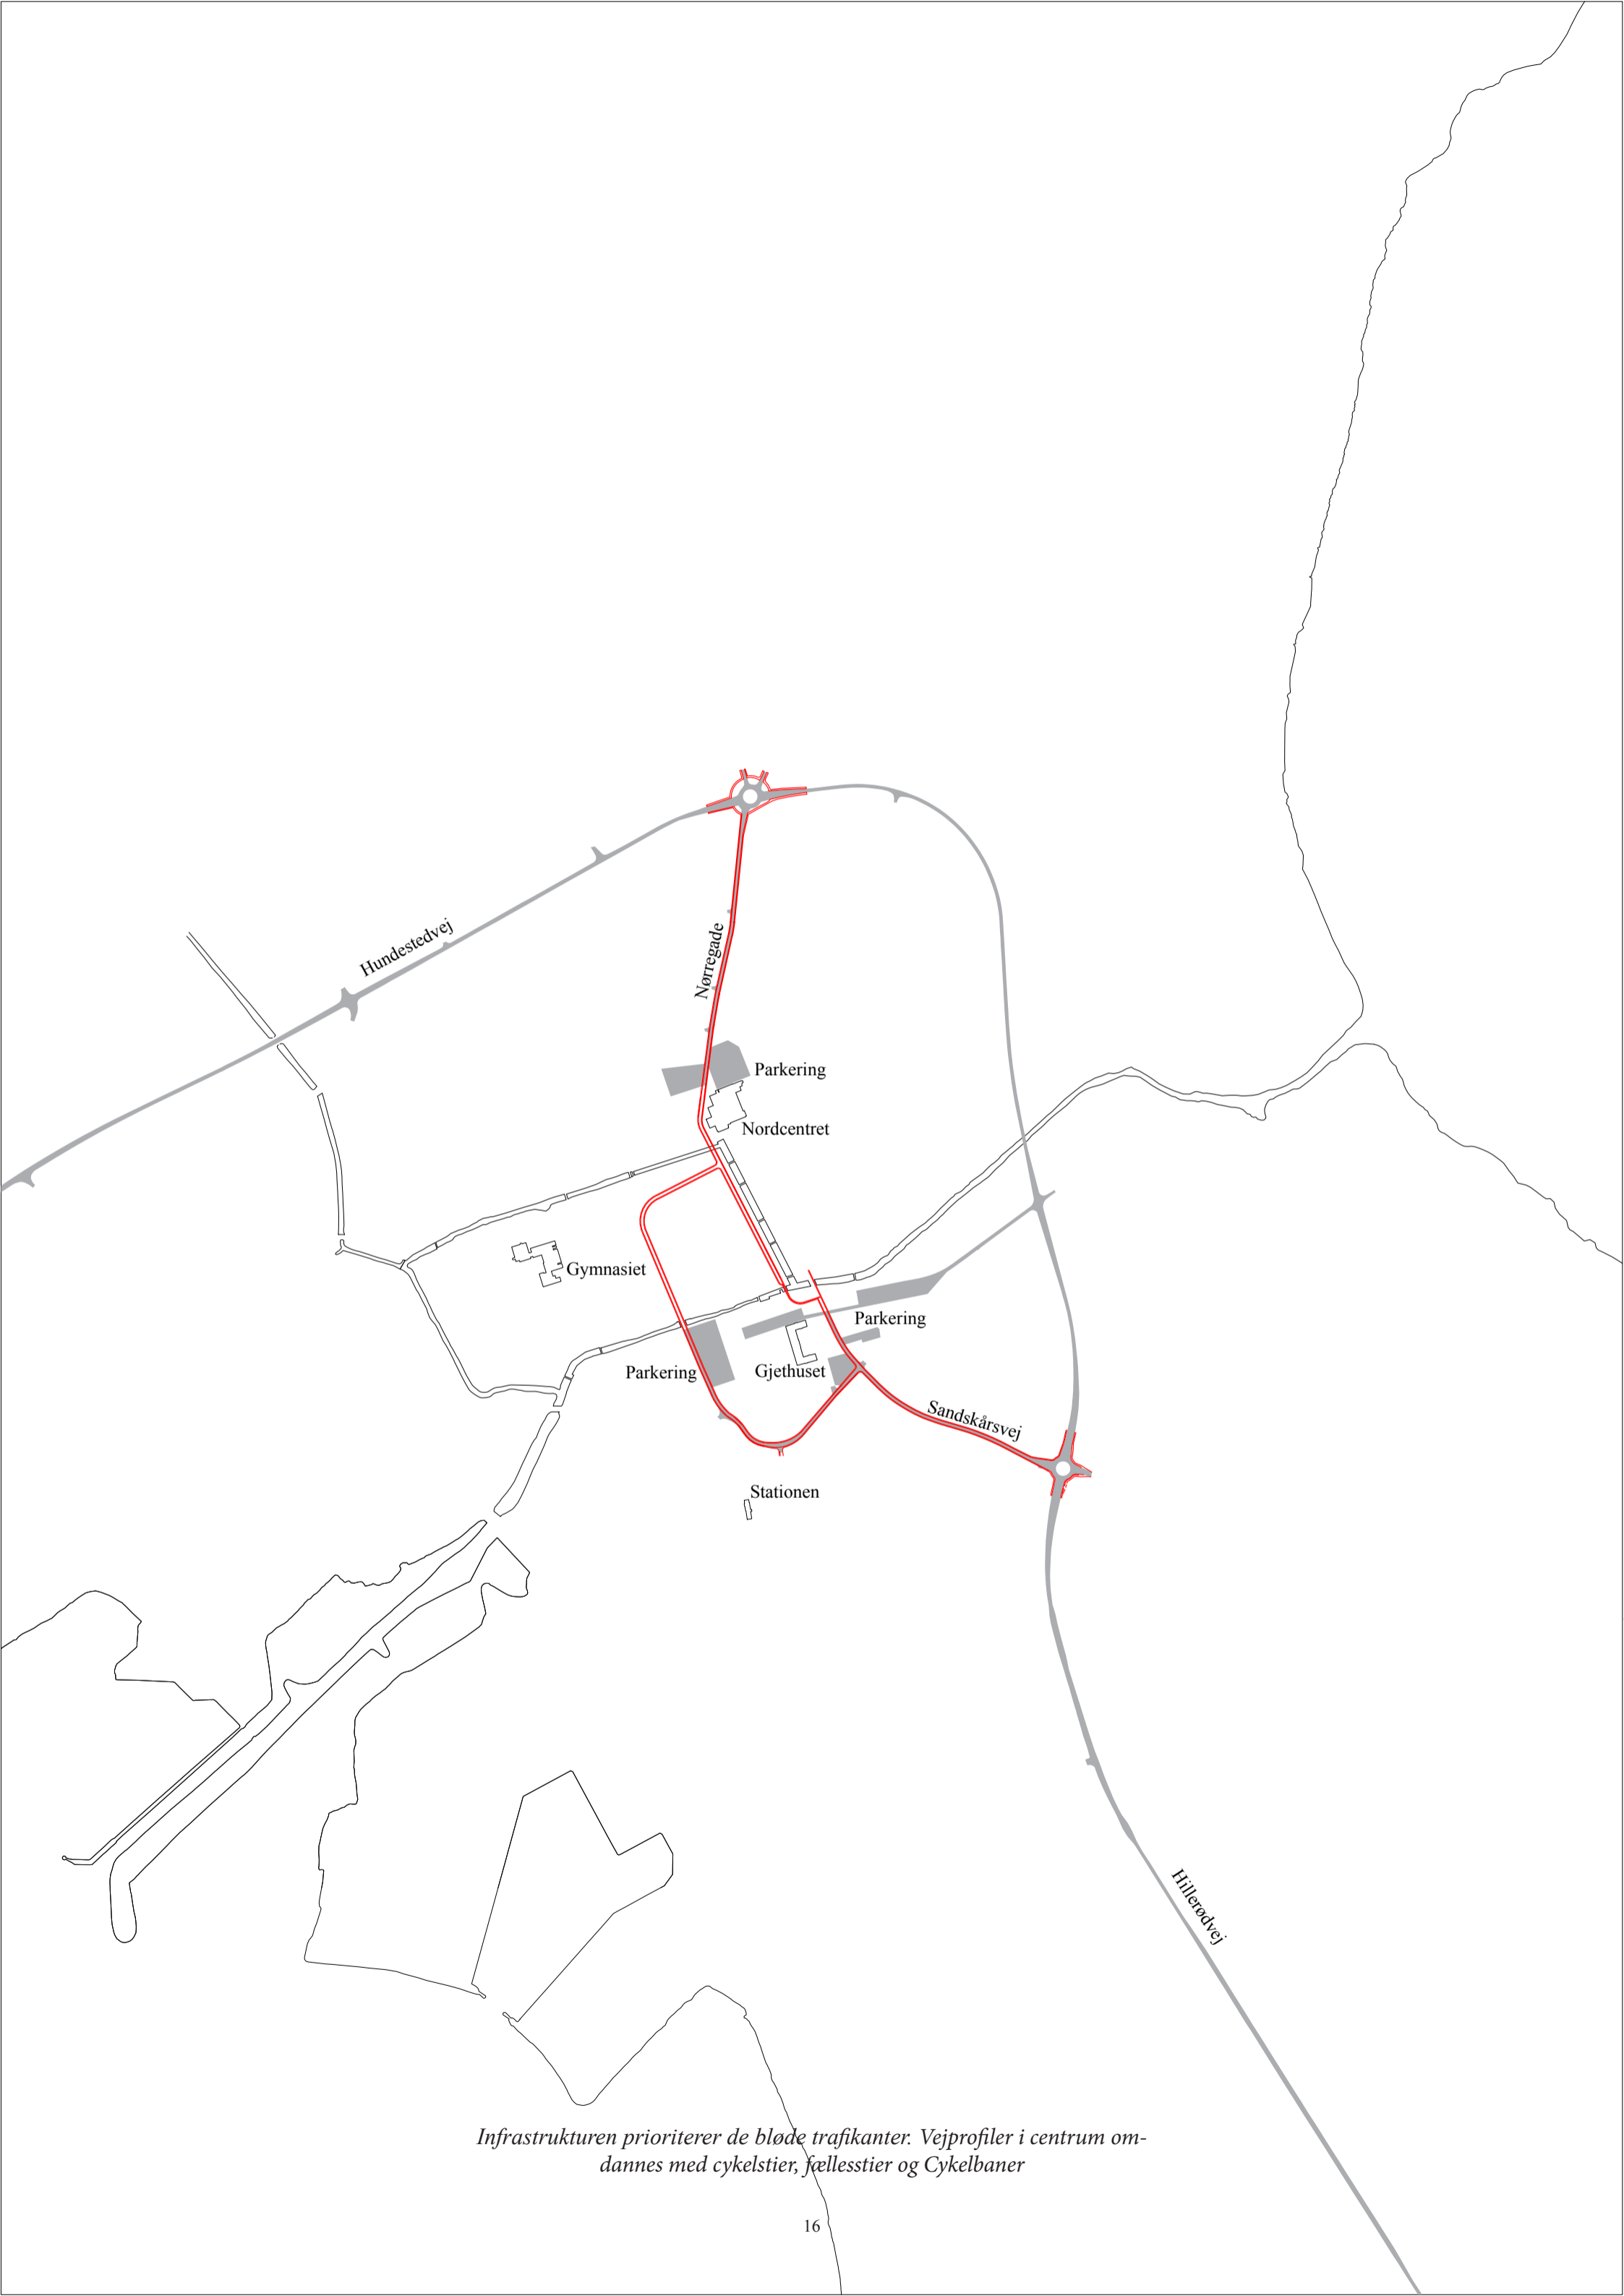 Hundestedvej
Nørregade
Parkering
Nordcentret
Gymnasiet
Parkering
Parkering
Gjethuset
Sandskårsvej
Stationen
Hillerødvej
Infrastrukturen prioriterer de bløde trafikanter. Vejprofiler i centrum om-
dannes med cykelstier, fællesstier og Cykelbaner
16